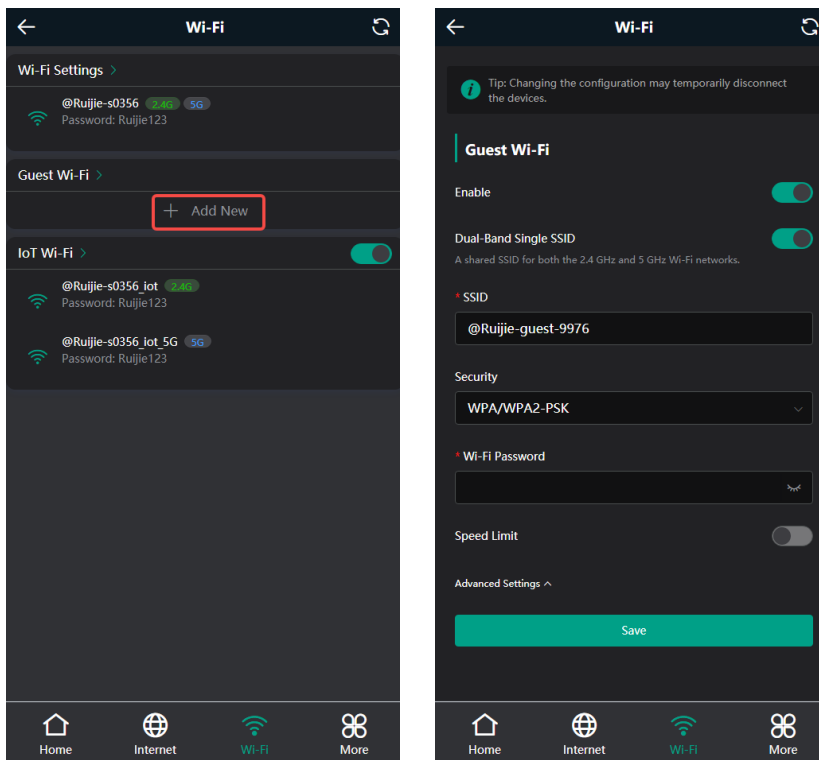 Wi-Fi
Wi-Fi Settings >
@Ruijie-s0356 2.4G 5G
Password: Ruijie123
Guest Wi-Fi >
+ Add New
IoT Wi-Fi >
@Ruijie-s0356_iot 2.4G
Password: Ruijie123
@Ruijie-s0356_iot_5G 5G
Password: Ruijie123
Home Internet Wi-Fi More
Wi-Fi
Tip: Changing the configuration may temporarily disconnect
the devices.
Guest Wi-Fi
Enable
Dual-Band Single SSID
A shared SSID for both the 2.4 GHz and 5 GHz Wi-Fi networks.
* SSID
@Ruijie-guest-9976
Security
WPA/WPA2-PSK
* Wi-Fi Password
Speed Limit
Advanced Settings
Save
Home Internet Wi-Fi More